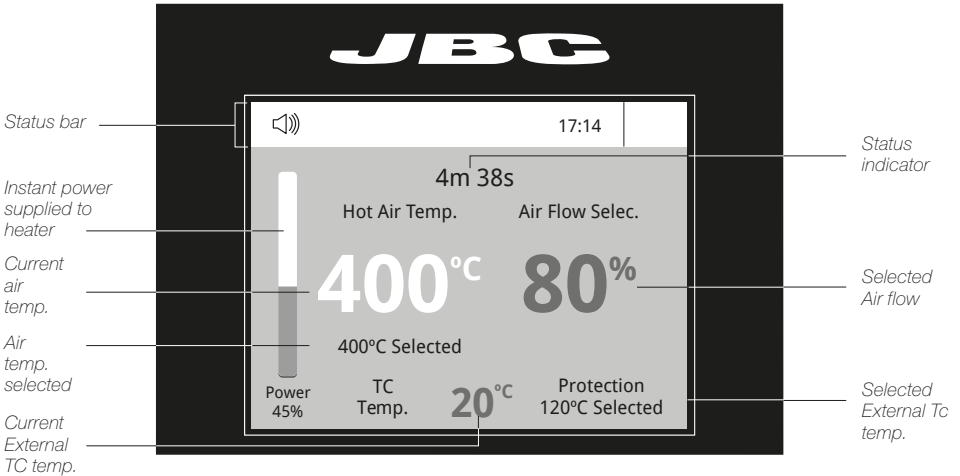 JBC
Status bar
Instant power
supplied to
heater
Current
air
temp.
Air
temp.
selected
Current
External
TC temp.
17:14
4m 38s
Hot Air Temp.
Air Flow Selec.
400ºC
80%
400ºC Selected
Power
45%
TC
Temp.
20ºC
Protection
120ºC Selected
Status
indicator
Selected
Air flow
Selected
External Tc
temp.